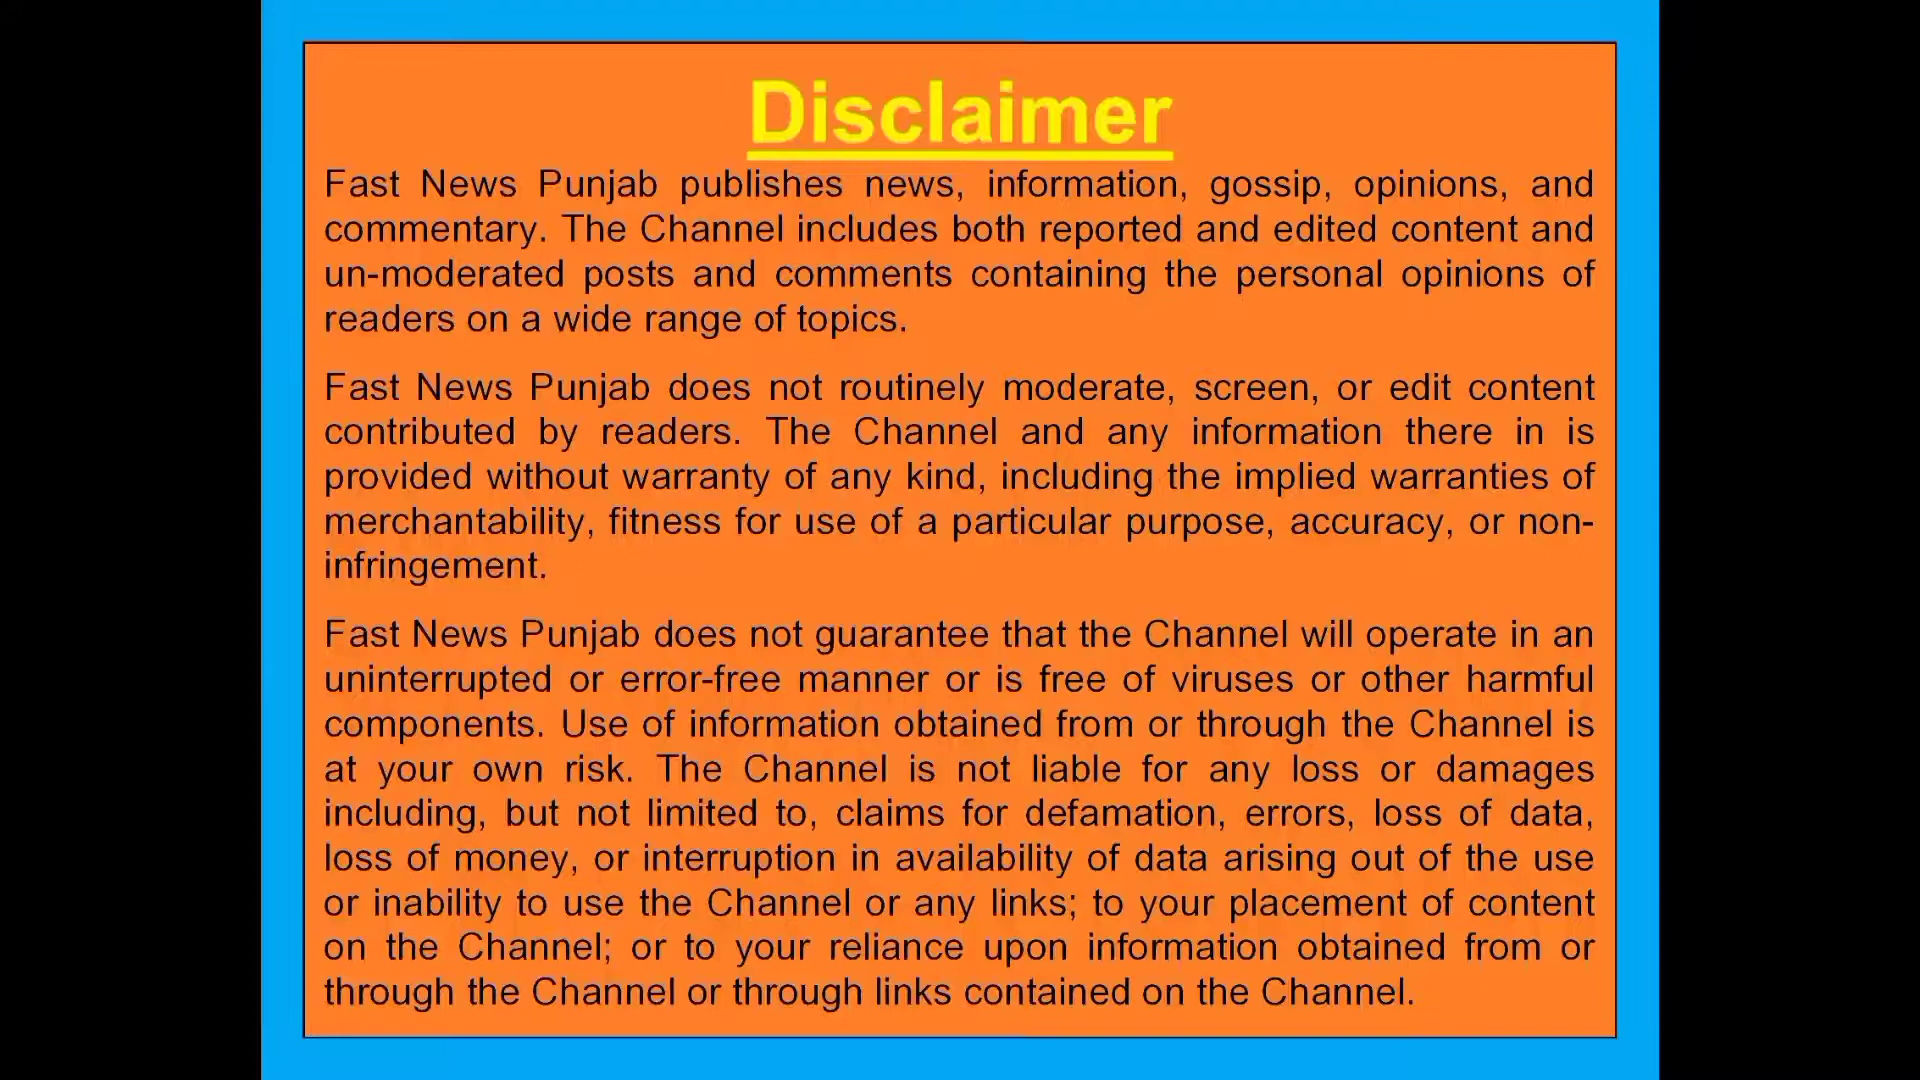 Disclaimer
Fast News Punjab publishes news, information, gossip, opinions, and
commentary. The Channel includes both reported and edited content and
un-moderated posts and comments containing the personal opinions of
readers on a wide range of topics.
Fast News Punjab does not routinely moderate, screen, or edit content
contributed by readers. The Channel and any information there in is
provided without warranty of any kind, including the implied warranties of
merchantability, fitness for use of a particular purpose, accuracy, or non-
infringement.
Fast News Punjab does not guarantee that the Channel will operate in an
uninterrupted or error-free manner or is free of viruses or other harmful
components. Use of information obtained from or through the Channel is
at your own risk. The Channel is not liable for any loss or damages
including, but not limited to, claims for defamation, errors, loss of data,
loss of money, or interruption in availability of data arising out of the use
or inability to use the Channel or any links; to your placement of content
on the Channel; or to your reliance upon information obtained from or
through the Channel or through links contained on the Channel.